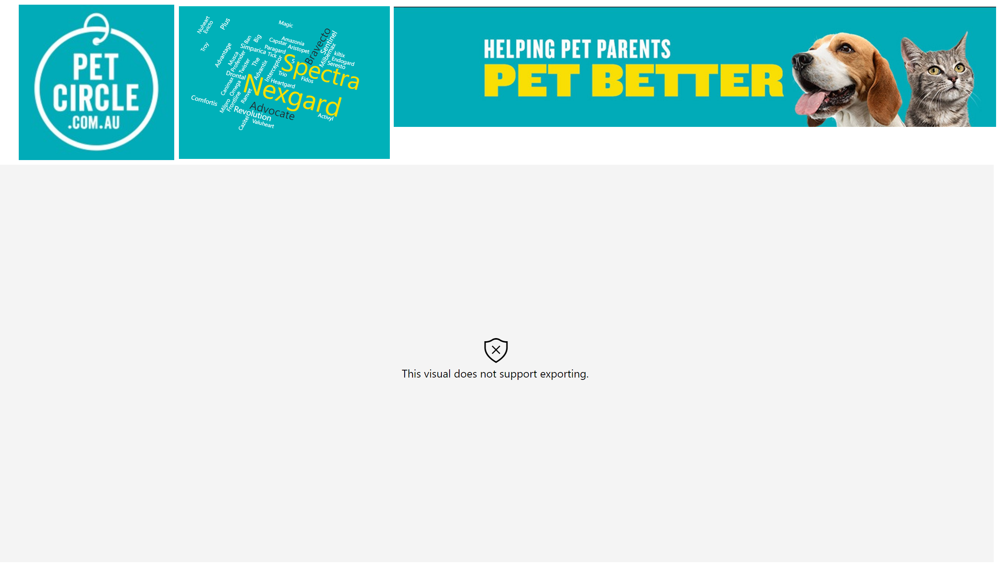 PET
CIRCLE
.COM.AU
Nuheart
Evicto
Plus
Magic
Troy
Advantage
Ban
Big
Simparica
Capstar
Amazonia
Aristopet
Paragard
Tick
Bravecto
Sentinel
Milbemax
kiltix
Endogard
Seresto
Musca
Profender
Twister
The
Advantix
Interceptor
5
Spectra
Trio
Fidos
Drontal
Heartgard
Nexgard
Canimax
Omega
Ranvet
Comfortis
Milpro
Frontline
Advocate
Revolution
Activyl
Cazitel
Valuheart
HELPING PET PARENTS
PET BETTER
This visual does not support exporting.